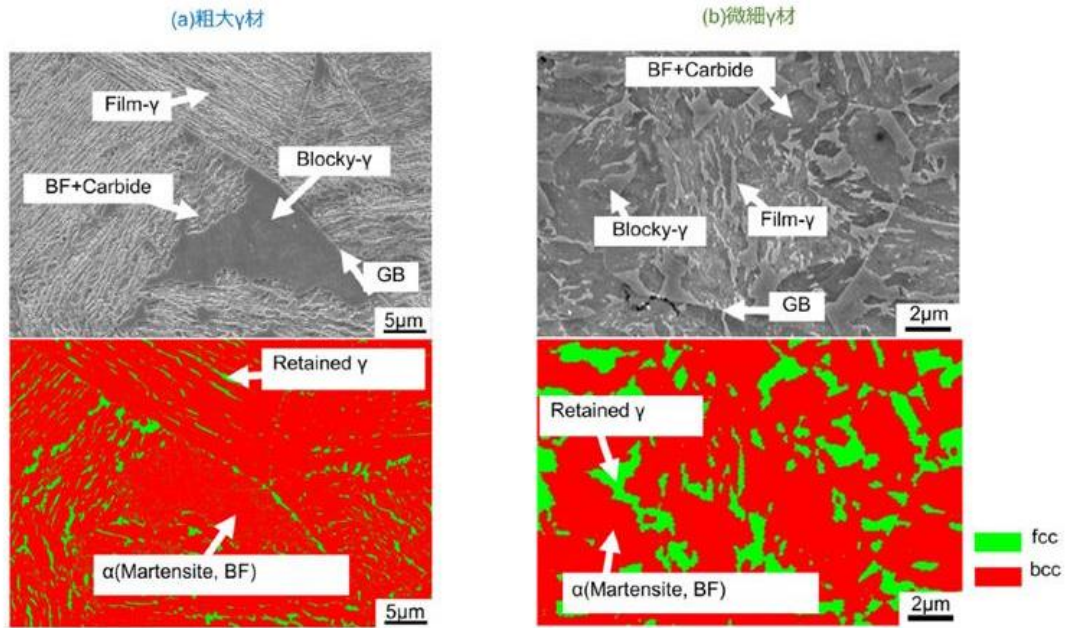 (a)粗大γ材
(b)微細γ材
Film-γ
Blocky-γ
BF+Carbide
GB
5μm
BF+Carbide
Blocky-γ
Film-γ
GB
2μm
Retained γ
α(Martensite, BF)
5μm
Retained γ
α(Martensite, BF)
2μm
fcc
bcc